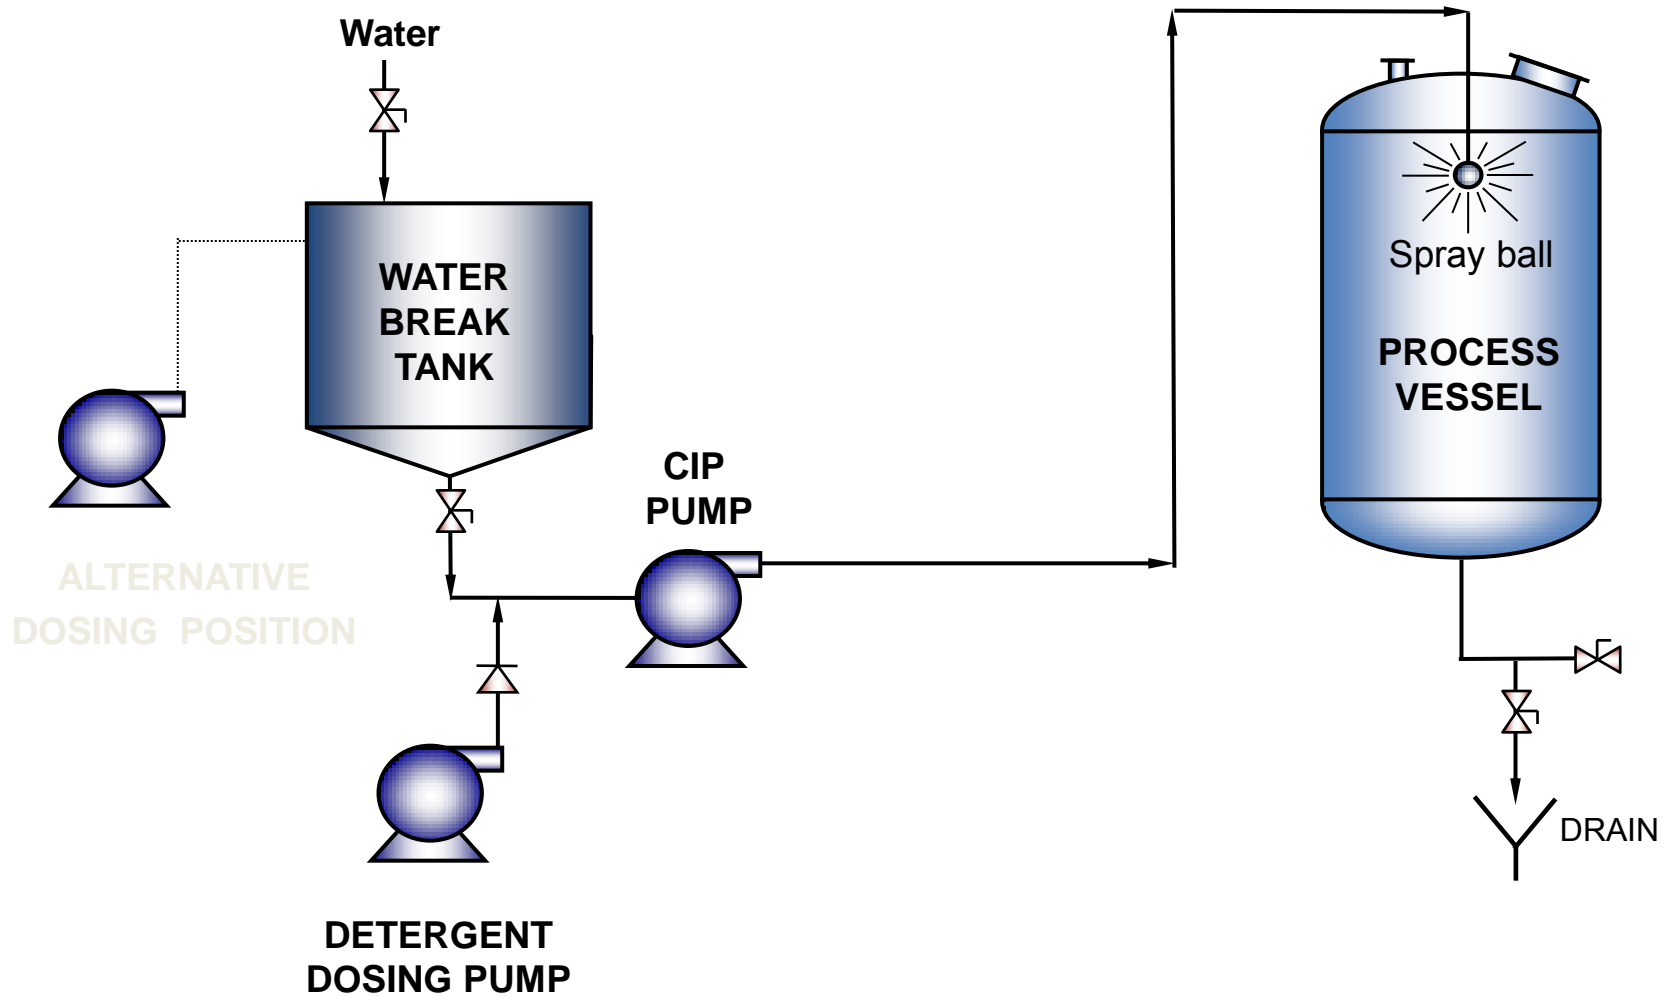 Water
WATER
BREAK
TANK
Spray ball
PROCESS
VESSEL
CIP
PUMP
ALTERNATIVE
DOSING POSITION
DRAIN
DETERGENT
DOSING PUMP